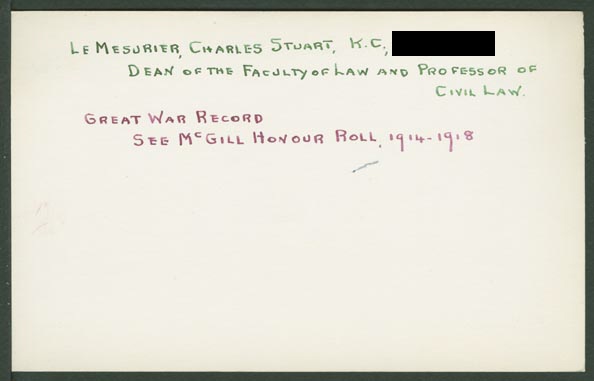 LE MESURIER, CHARLES STUART, K.C.,
DEAN OF THE FACULTY OF LAW AND PROFESSOR OF
CIVIL LAW.
GREAT WAR RECORD
SEE McGILL HONOUR ROLL, 1914-1918